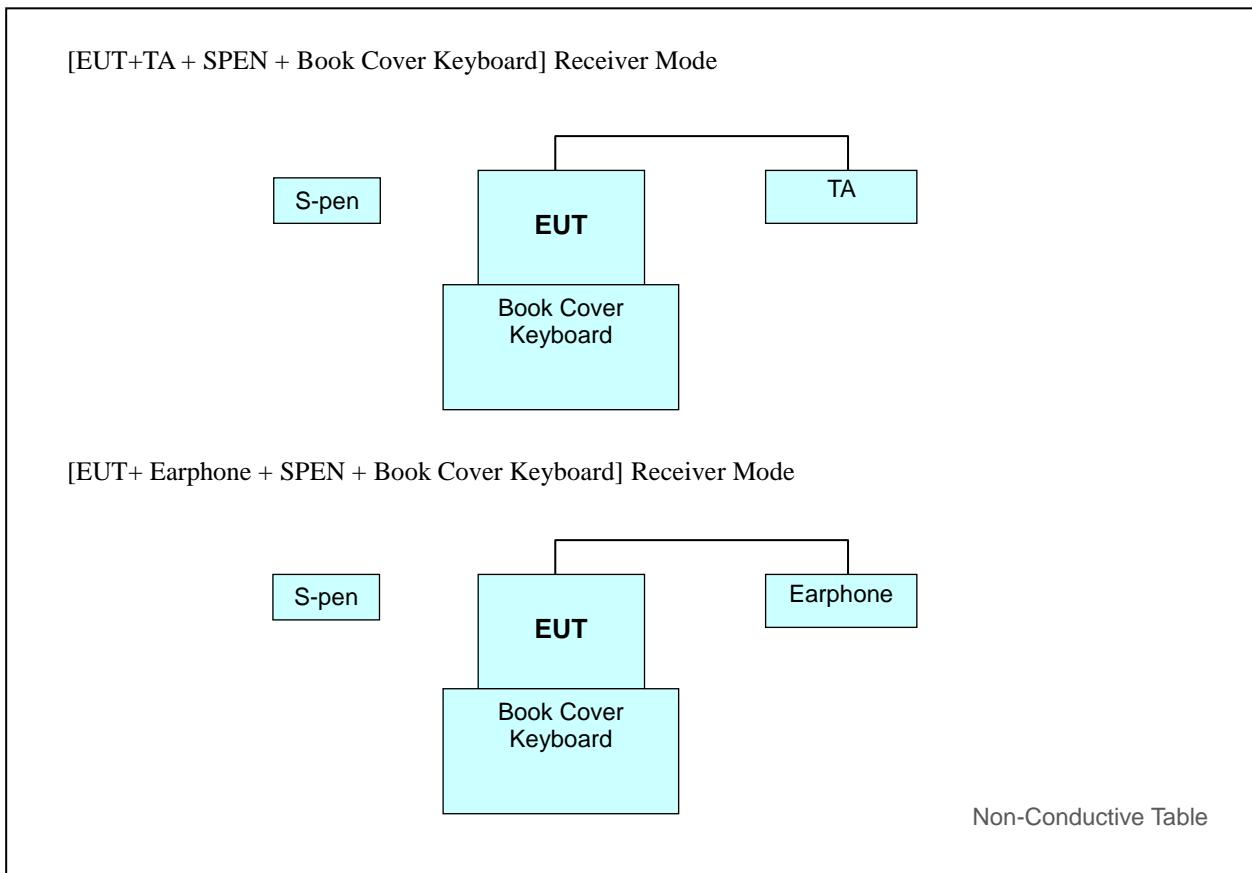 [EUT+TA + SPEN + Book Cover Keyboard] Receiver Mode
S-pen
EUT
TA
Book Cover
Keyboard
[EUT+ Earphone + SPEN + Book Cover Keyboard] Receiver Mode
S-pen
EUT
Earphone
Book Cover
Keyboard
Non-Conductive Table